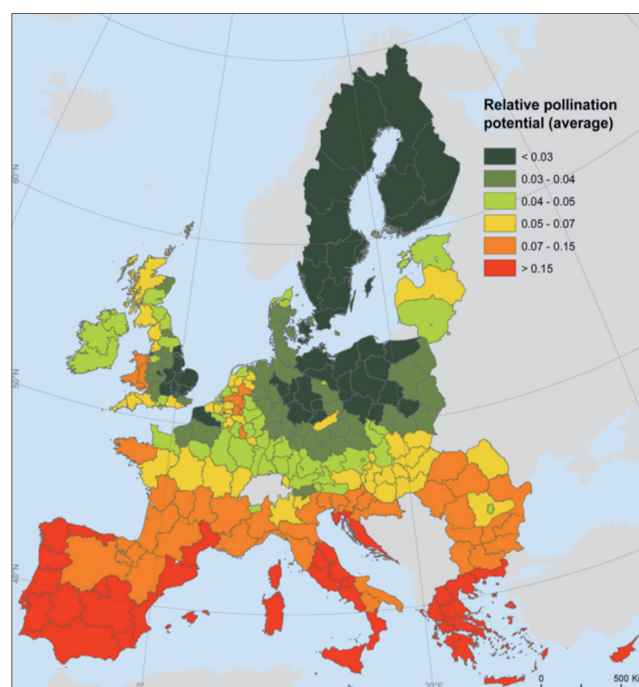 Relative pollination
potential (average)
< 0.03
0.03 - 0.04
0.04 - 0.05
0.05 - 0.07
0.07 - 0.15
> 0.15
60°N
50°N
40°N
0°
20°E
0
500 K